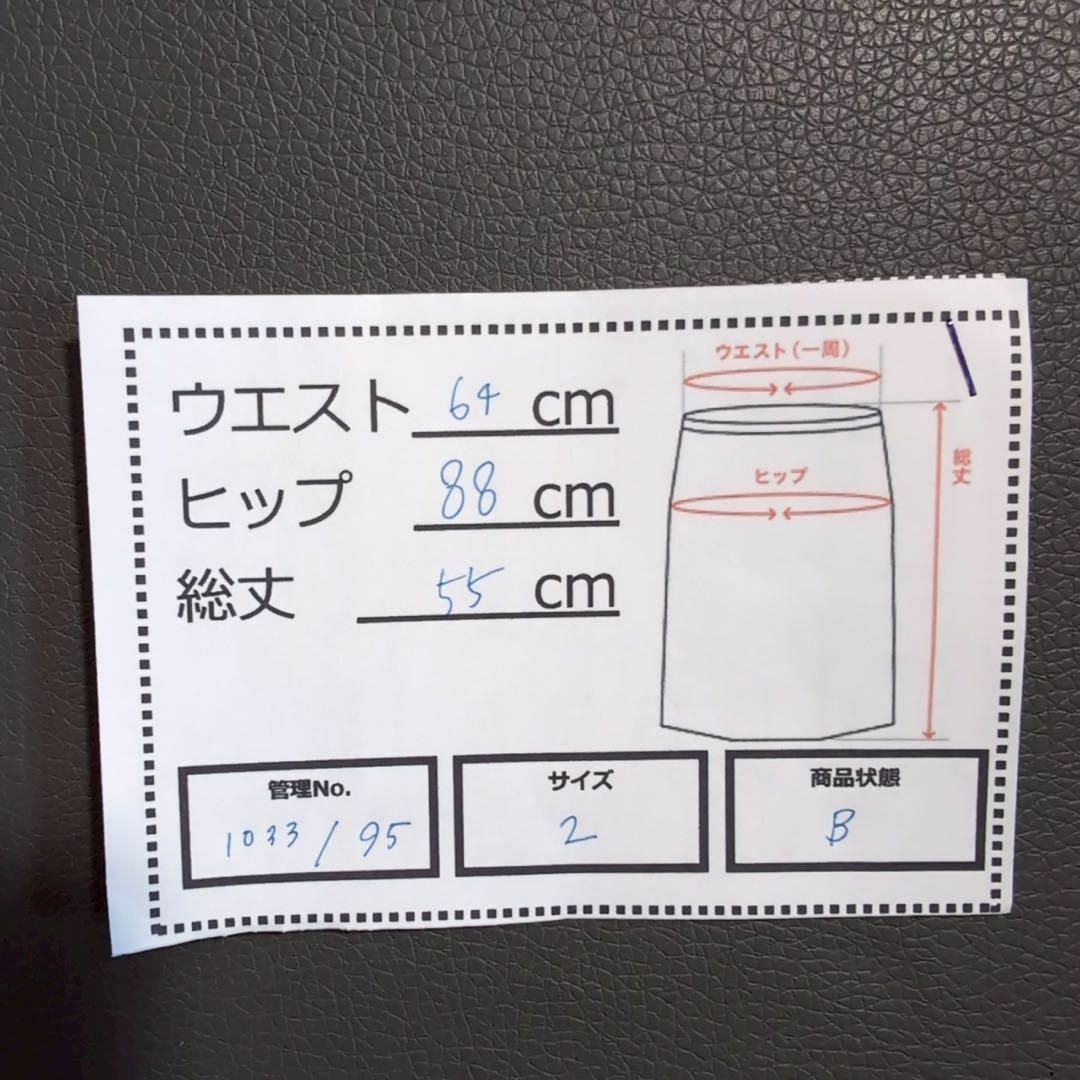 ウエスト 64 cm
ヒップ 88 cm
総丈 55 cm
ウエスト(一周)
ヒップ
総丈
管理No.
1033/95
サイズ
2
商品状態
B